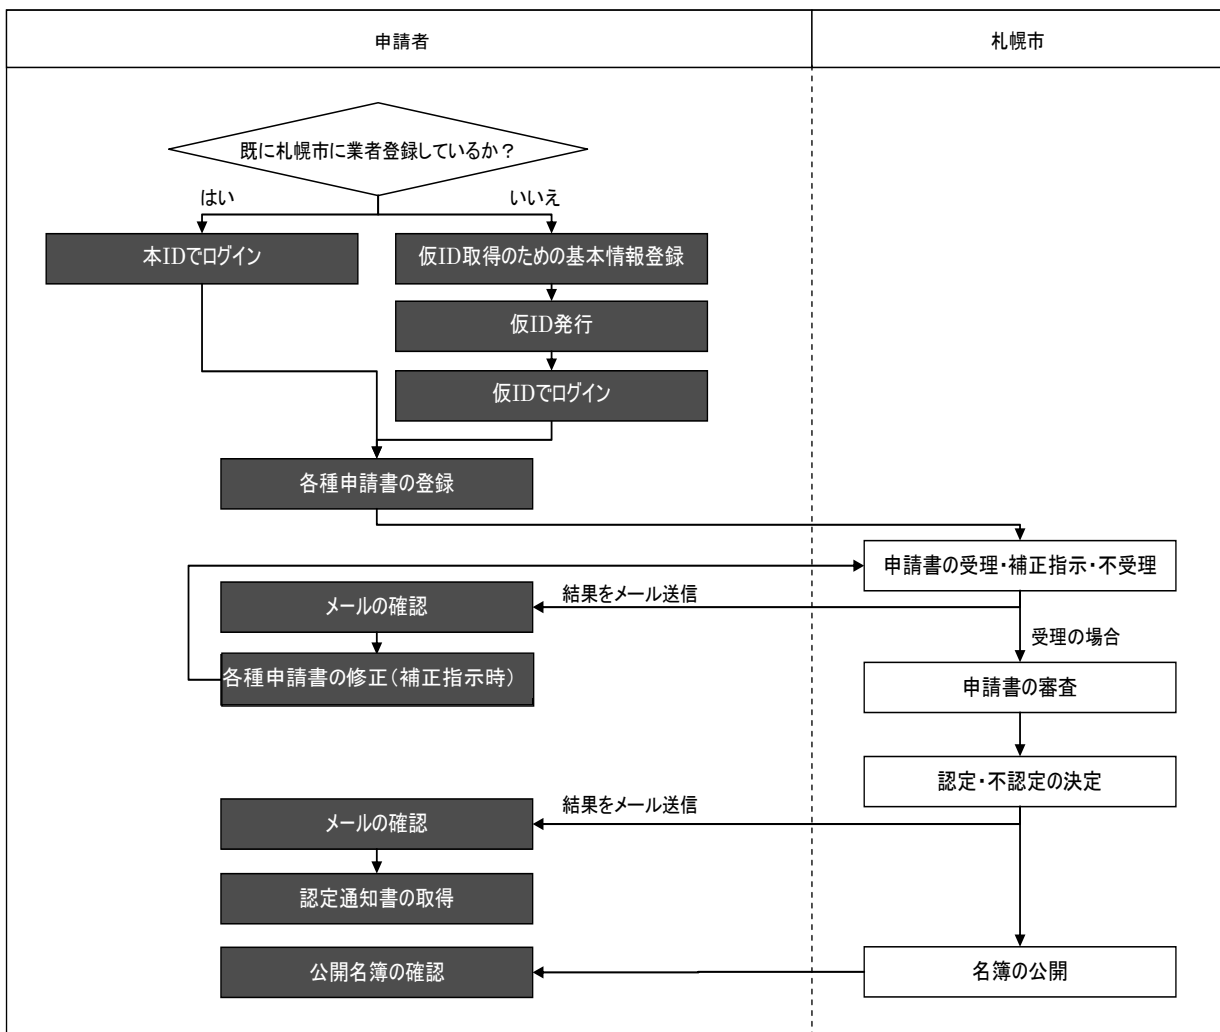 申請者
札幌市
既に札幌市に業者登録しているか？
はい
いいえ
本IDでログイン
仮ID取得のための基本情報登録
仮ID発行
仮IDでログイン
各種申請書の登録
申請書の受理・補正指示・不受理
結果をメール送信
メールの確認
受理の場合
各種申請書の修正（補正指示時）
申請書の審査
認定・不認定の決定
結果をメール送信
メールの確認
認定通知書の取得
公開名簿の確認
名簿の公開